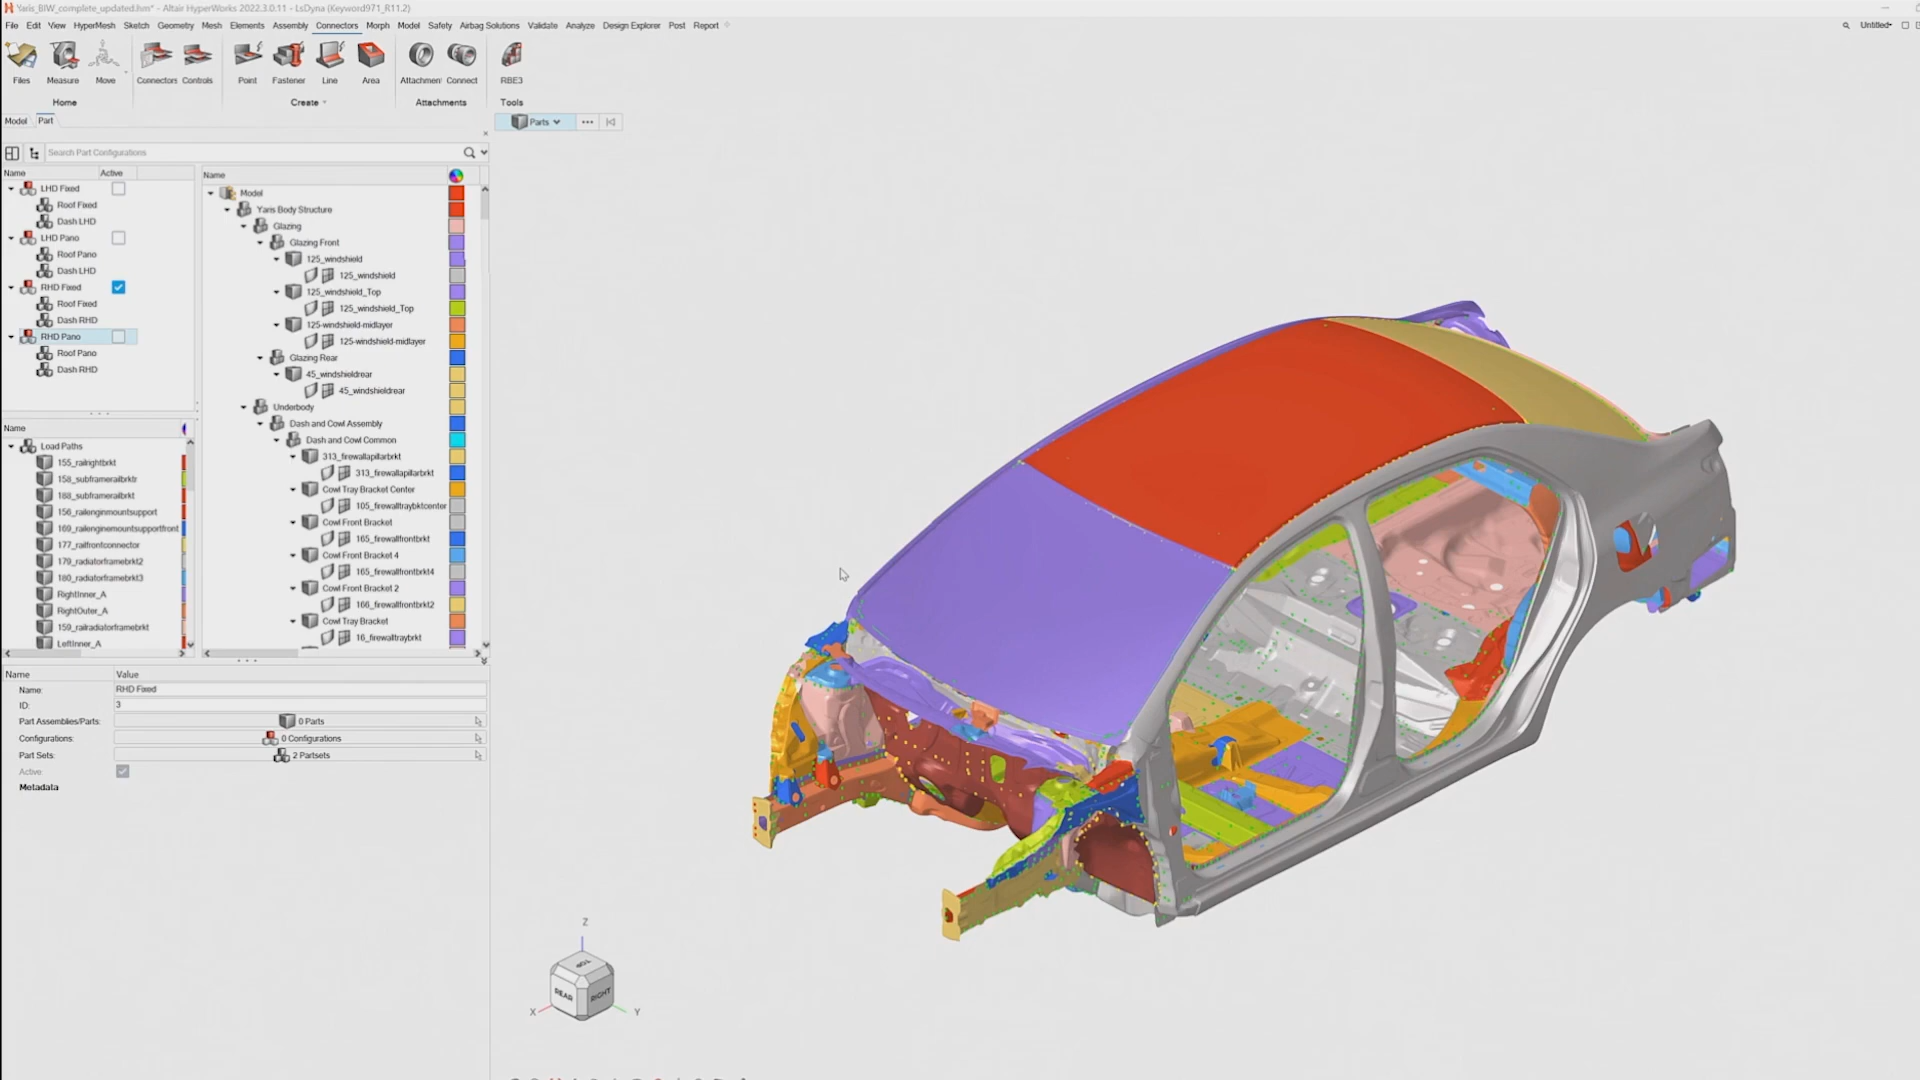 Yaris_BIW_complete_updated.hm* - Altair HyperWorks 2022.3.0.11 - LsDyna (Keyword971_R11.2)
File Edit View HyperMesh Sketch Geometry Mesh Elements Assembly Connectors Morph Model Safety Airbag Solutions Validate Analyze Design Explorer Post Report
Untitled*
Files Measure Move Connectors Controls Point Fastener Line Area Attachment Connect RBE3
Home Create Attachments Tools
Model Part
Parts
Search Part Configurations
Name Active
LHD Fixed
Roof Fixed
Dash LHD
LHD Pano
Roof Pano
Dash LHD
RHD Fixed
Roof Fixed
Dash RHD
RHD Pano
Roof Pano
Dash RHD
Name
Load Paths
155_railrightbrkt
158_subframerailbrktr
188_subframerailbrkt
156_railenginmountsupport
169_railenginemountsupportfront
177_railfrontconnector
179_radiatorframebrkt2
180_radiatorframebrkt3
RightInner_A
RightOuter_A
159_railradiatorframebrkt
LeftInner_A
Name
Model
Yaris Body Structure
Glazing
Glazing Front
125_windshield
125_windshield
125_windshield_Top
125_windshield_Top
125-windshield-midlayer
125-windshield-midlayer
Glazing Rear
45_windshieldrear
45_windshieldrear
Underbody
Dash and Cowl Assembly
Dash and Cowl Common
313_firewallapillarbrkt
313_firewallapillarbrkt
Cowl Tray Bracket Center
105_firewalltraybktcenter
Cowl Front Bracket
165_firewallfrontbrkt
Cowl Front Bracket 4
165_firewallfrontbrkt4
Cowl Front Bracket 2
166_firewallfrontbrkt2
Cowl Tray Bracket
16_firewalltraybrkt
Name Value
Name: RHD Fixed
ID: 3
Part Assemblies/Parts: 0 Parts
Configurations: 0 Configurations
Part Sets: 2 Partsets
Active:
Metadata
Z
TOP
REAR RIGHT
X Y